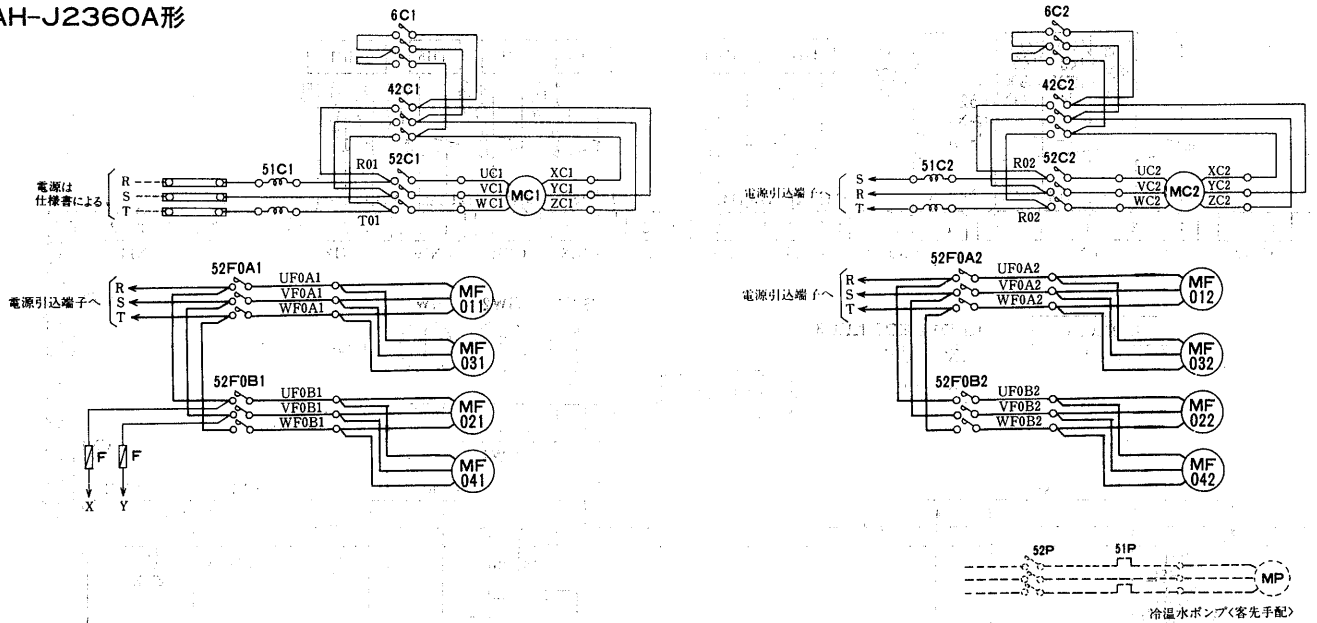 AH-J2360A形
6C1
42C1
52C1
51C1
R01
T01
電源は
仕様書による
R
S
T
UC1
VC1
WC1
MC1
XC1
YC1
ZC1
6C2
42C2
52C2
51C2
R02
R02
電源引込端子へ
S
R
T
UC2
VC2
WC2
MC2
XC2
YC2
ZC2
電源引込端子へ
R
S
T
52F0A1
UF0A1
VF0A1
WF0A1
MF
011
MF
031
52F0B1
UF0B1
VF0B1
WF0B1
MF
021
MF
041
F
F
X
Y
電源引込端子へ
R
S
T
52F0A2
UF0A2
VF0A2
WF0A2
MF
012
MF
032
52F0B2
UF0B2
VF0B2
WF0B2
MF
022
MF
042
52P
51P
MP
冷温水ポンプ<客先手配>